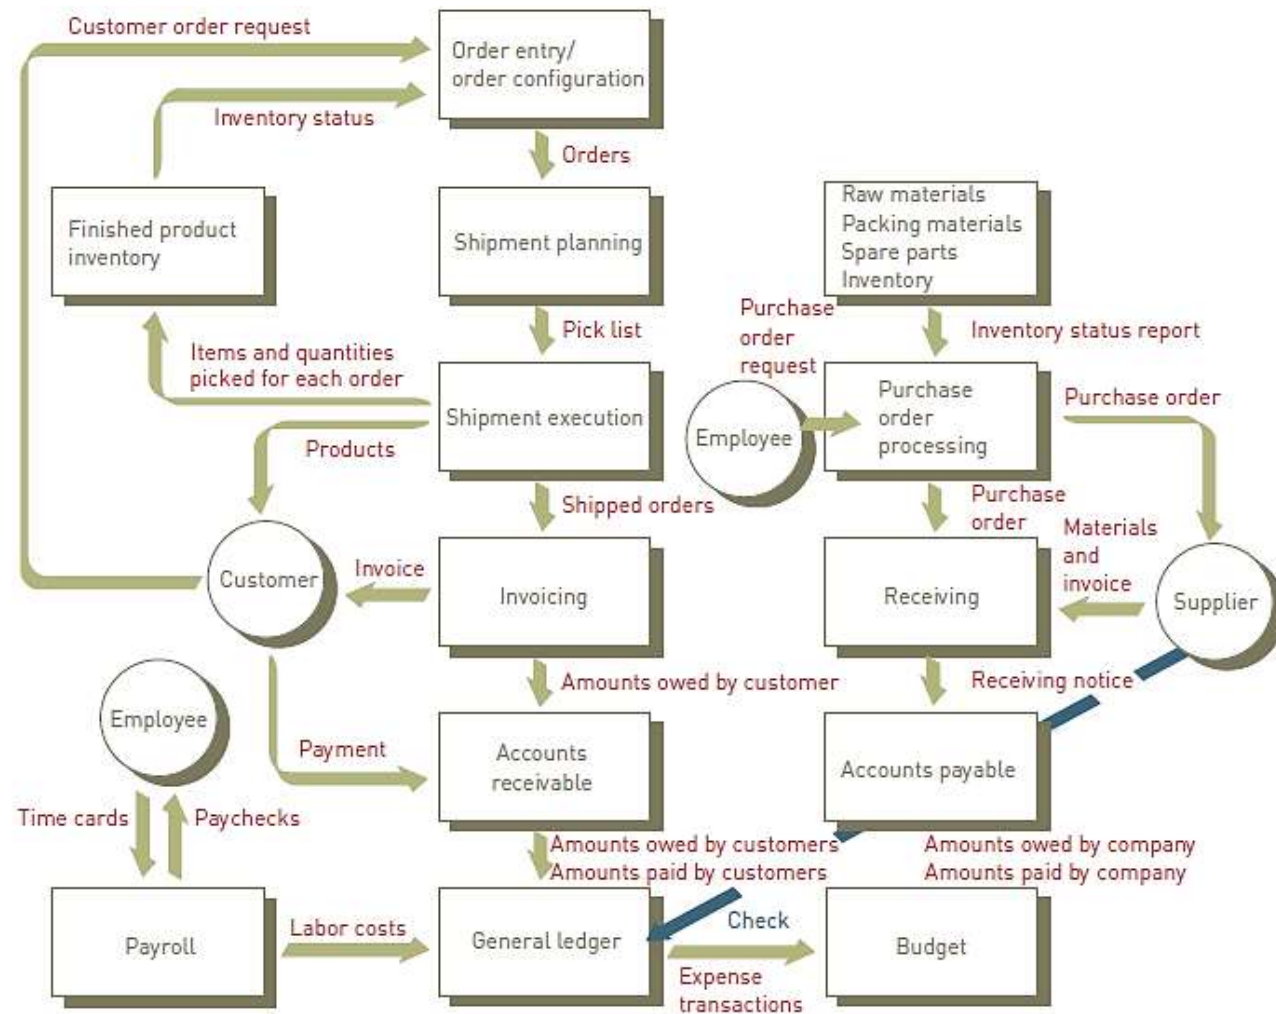 Customer order request
Order entry/
order configuration
Inventory status
Orders
Finished product
inventory
Shipment planning
Raw materials
Packing materials
Spare parts
Inventory
Purchase
order
request
Pick list
Inventory status report
Items and quantities
picked for each order
Shipment execution
Employee
Purchase
order
processing
Purchase order
Products
Shipped orders
Purchase
order
Materials
and
invoice
Customer
Invoice
Invoicing
Receiving
Supplier
Amounts owed by customer
Receiving notice
Employee
Payment
Accounts
receivable
Accounts payable
Time cards
Paychecks
Amounts owed by customers
Amounts paid by customers
Amounts owed by company
Amounts paid by company
Payroll
Labor costs
General ledger
Check
Expense
transactions
Budget